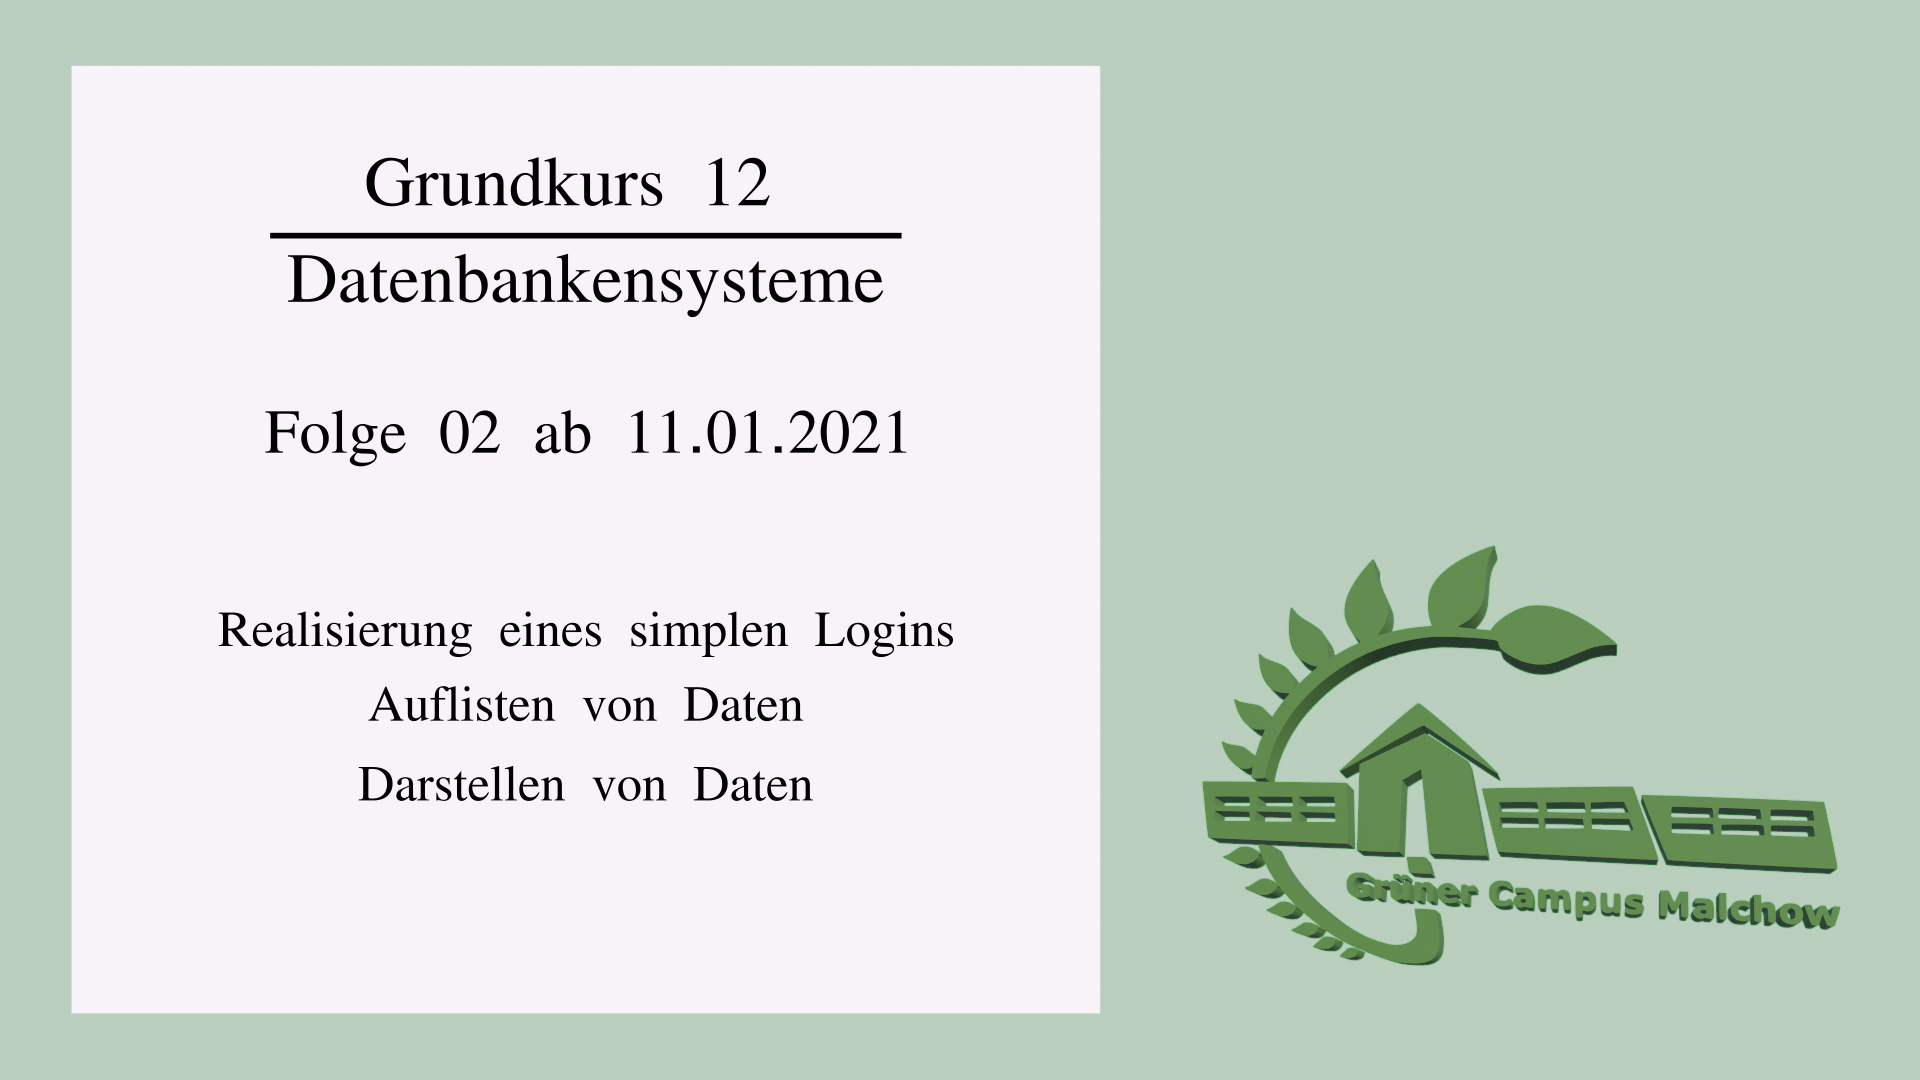 Grundkurs 12
Datenbankensysteme
Folge 02 ab 11.01.2021
Realisierung eines simplen Logins
Auflisten von Daten
Darstellen von Daten
Grüner Campus Malchow